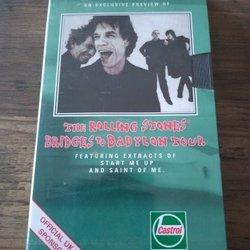 AN EXCLUSIVE PREVIEW OF
THE ROLLING STONES
BRIDGES TO BABYLON TOUR
FEATURING EXTRACTS OF
START ME UP
AND SAINT OF ME.
OFFICIAL UK
SPONSOR
Castrol